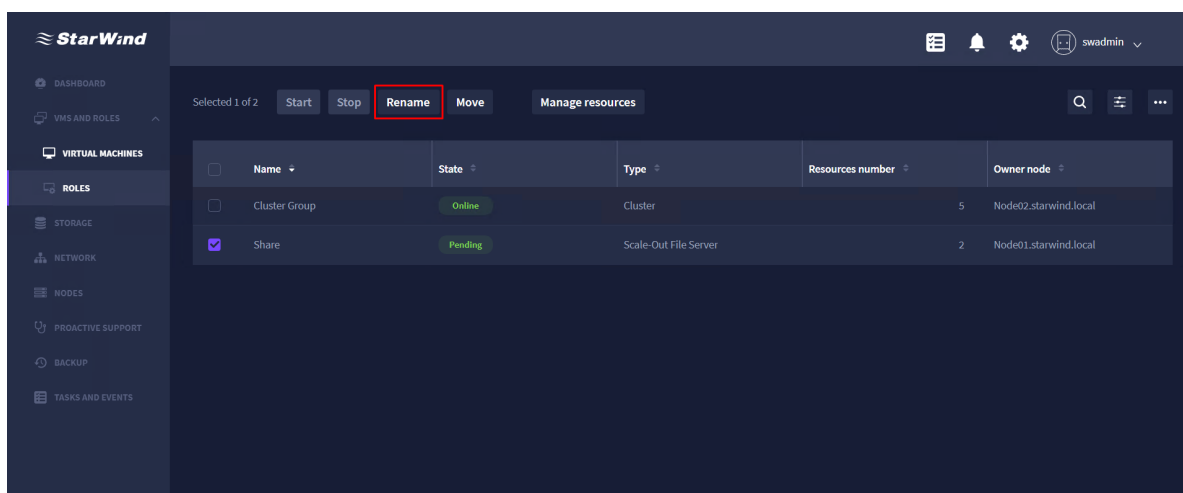 StarWind
swadmin
DASHBOARD
VMS AND ROLES
VIRTUAL MACHINES
ROLES
STORAGE
NETWORK
NODES
PROACTIVE SUPPORT
BACKUP
TASKS AND EVENTS
Selected 1 of 2 Start Stop Rename Move Manage resources
Name State Type Resources number Owner node
Cluster Group Online Cluster 5 Node02.starwind.local
Share Pending Scale-Out File Server 2 Node01.starwind.local